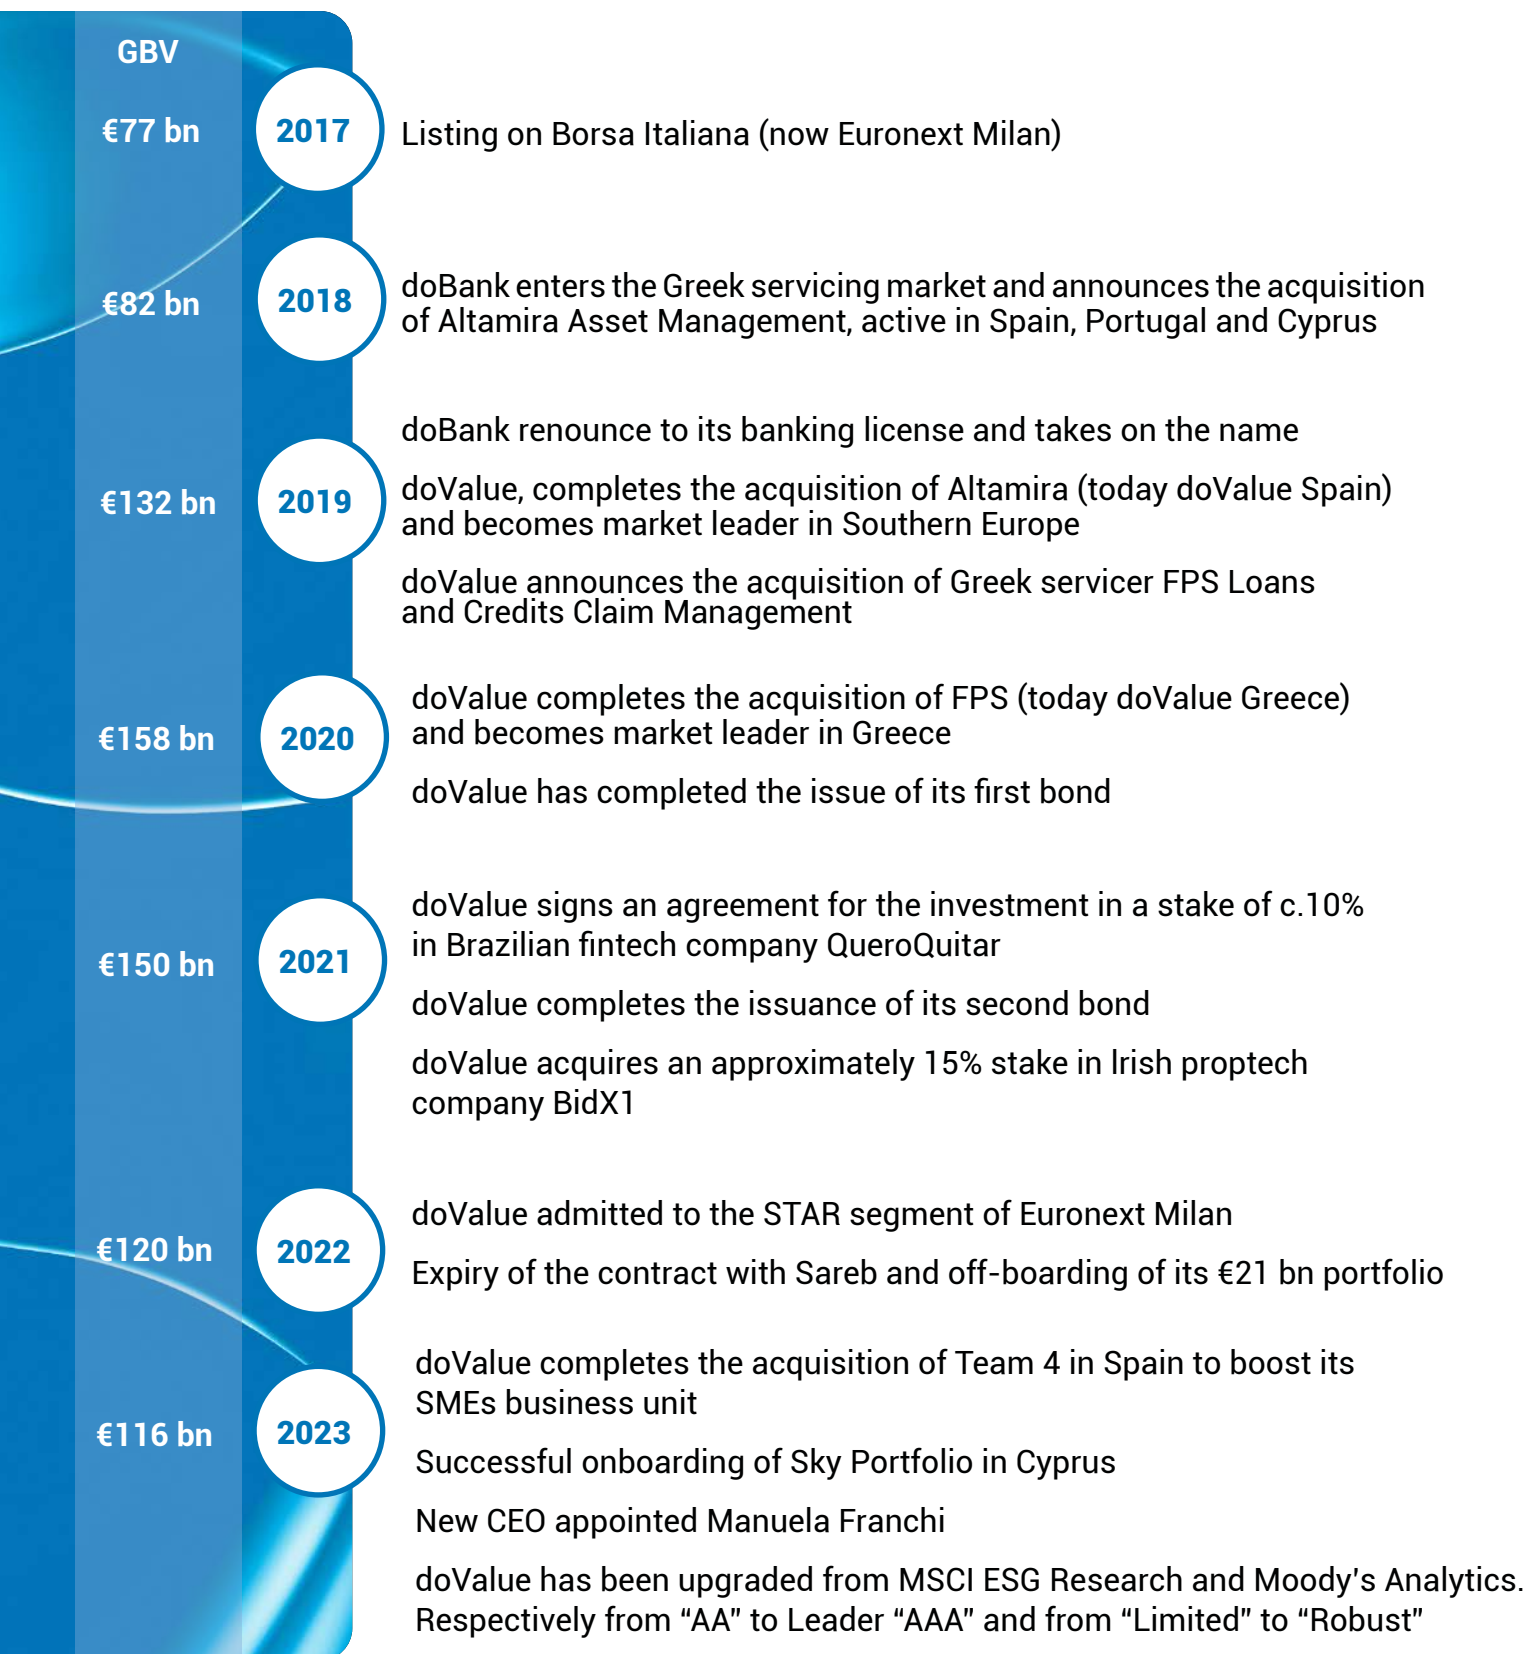 GBV
€77 bn
2017
Listing on Borsa Italiana (now Euronext Milan)
€82 bn
2018
doBank enters the Greek servicing market and announces the acquisition
of Altamira Asset Management, active in Spain, Portugal and Cyprus
€132 bn
2019
doBank renounce to its banking license and takes on the name
doValue, completes the acquisition of Altamira (today doValue Spain)
and becomes market leader in Southern Europe
doValue announces the acquisition of Greek servicer FPS Loans
and Credits Claim Management
€158 bn
2020
doValue completes the acquisition of FPS (today doValue Greece)
and becomes market leader in Greece
doValue has completed the issue of its first bond
€150 bn
2021
doValue signs an agreement for the investment in a stake of c.10%
in Brazilian fintech company QueroQuitar
doValue completes the issuance of its second bond
doValue acquires an approximately 15% stake in lrish proptech
company BidX1
€120 bn
2022
doValue admitted to the STAR segment of Euronext Milan
Expiry of the contract with Sareb and off-boarding of its €21 bn portfolio
€116 bn
2023
doValue completes the acquisition of Team 4 in Spain to boost its
SMEs business unit
Successful onboarding of Sky Portfolio in Cyprus
New CEO appointed Manuela Franchi
doValue has been upgraded from MSCI ESG Research and Moody's Analytics.
Respectively from “AA” to Leader “AAA” and from “Limited” to “Robust”